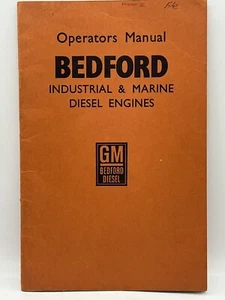 Operators Manual
BEDFORD
INDUSTRIAL & MARINE
DIESEL ENGINES
GM
BEDFORD
DIESEL